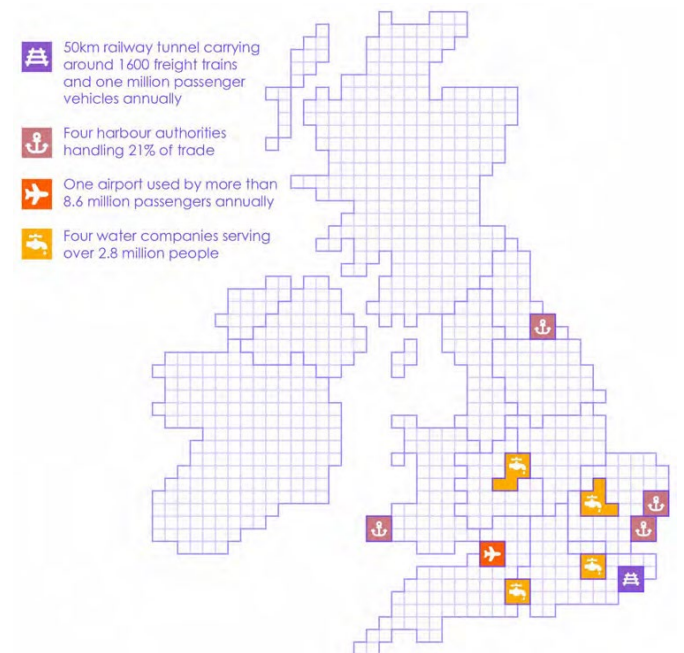 50km railway tunnel carrying
around 1600 freight trains
and one million passenger
vehicles annually
Four harbour authorities
handling 21% of trade
One airport used by more than
8.6 million passengers annually
Four water companies serving
over 2.8 million people